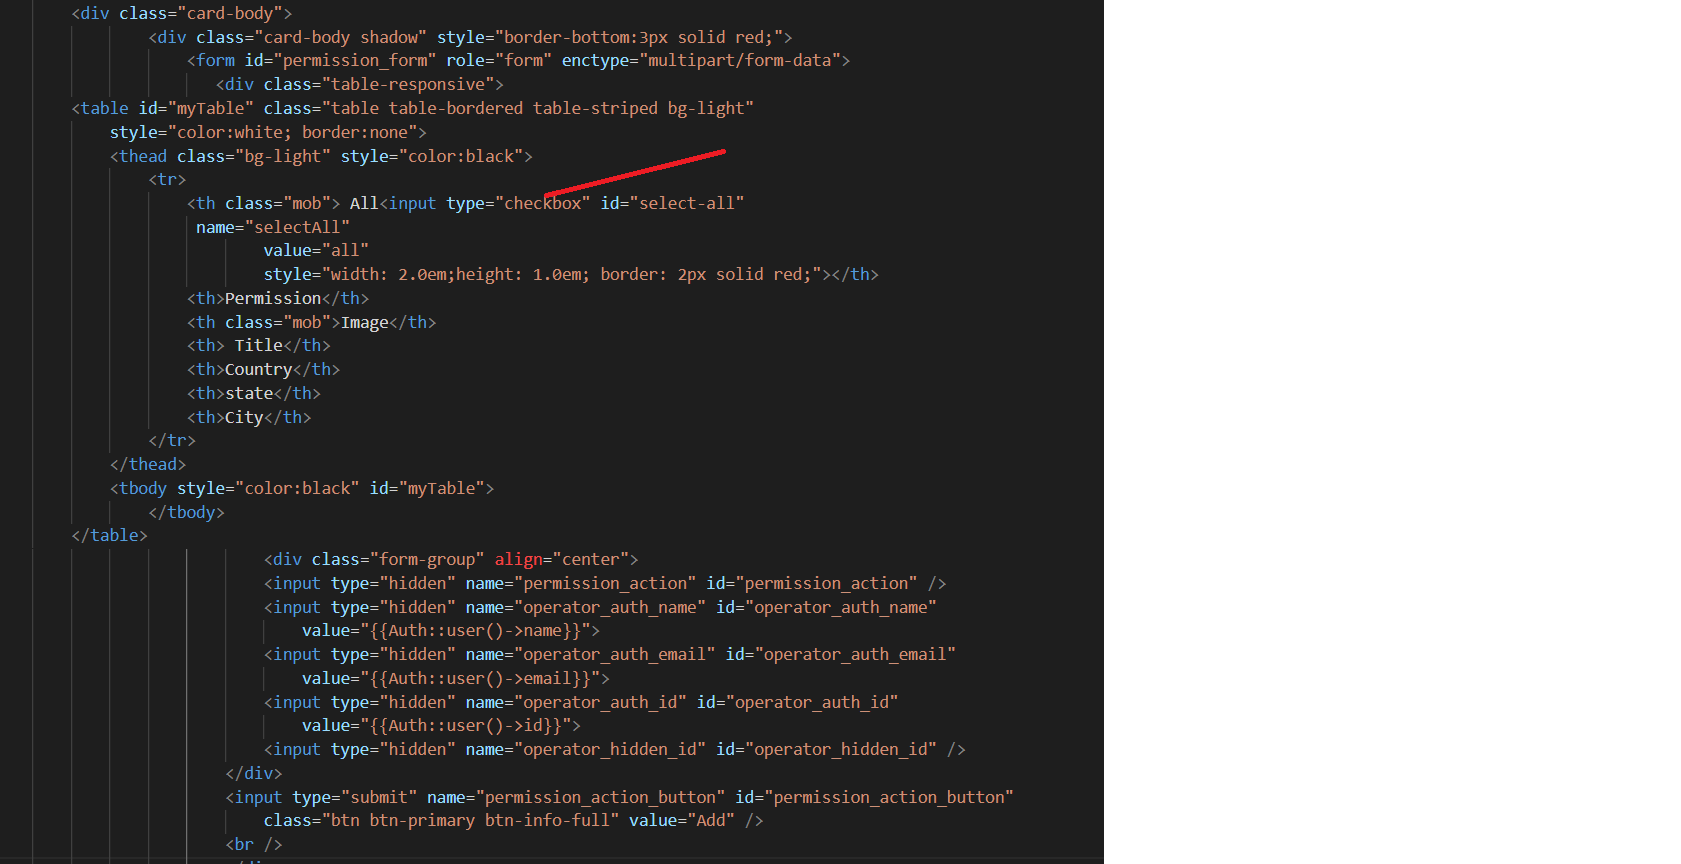 <div class="card-body">
<div class="card-body shadow" style="border-bottom:3px solid red;">
<form id="permission_form" role="form" enctype="multipart/form-data">
<div class="table-responsive">
<table id="myTable" class="table table-bordered table-striped bg-light"
style="color:white; border:none">
<thead class="bg-light" style="color:black">
<tr>
<th class="mob"> All<input type="checkbox" id="select-all"
name="selectAll"
value="all"
style="width: 2.0em;height: 1.0em; border: 2px solid red;"></th>
<th>Permission</th>
<th class="mob">Image</th>
<th> Title</th>
<th>Country</th>
<th>state</th>
<th>City</th>
</tr>
</thead>
<tbody style="color:black" id="myTable">
</tbody>
</table>
<div class="form-group" align="center">
<input type="hidden" name="permission_action" id="permission_action" />
<input type="hidden" name="operator_auth_name" id="operator_auth_name"
value="{{Auth::user()->name}}">
<input type="hidden" name="operator_auth_email" id="operator_auth_email"
value="{{Auth::user()->email}}">
<input type="hidden" name="operator_auth_id" id="operator_auth_id"
value="{{Auth::user()->id}}">
<input type="hidden" name="operator_hidden_id" id="operator_hidden_id" />
</div>
<input type="submit" name="permission_action_button" id="permission_action_button"
class="btn btn-primary btn-info-full" value="Add" />
<br />